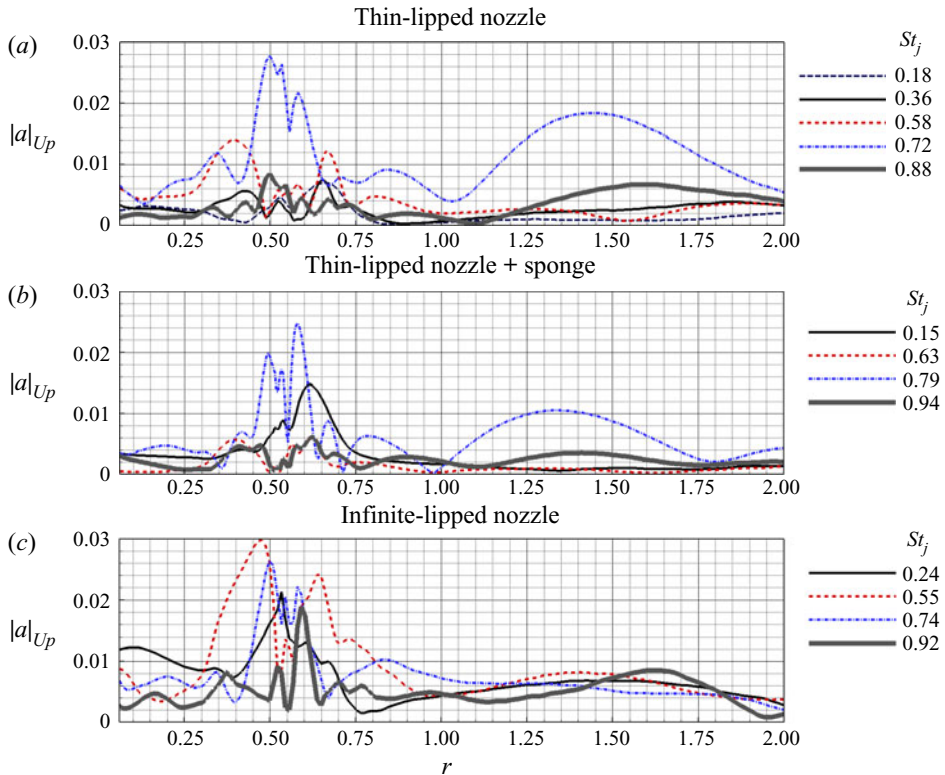 Thin-lipped nozzle
(a)
0.03
0.02
|a|Up
0.01
0
0.25 0.50 0.75 1.00 1.25 1.50 1.75 2.00
Stj
0.18
0.36
0.58
0.72
0.88
Thin-lipped nozzle + sponge
(b)
0.03
0.02
|a|Up
0.01
0
0.25 0.50 0.75 1.00 1.25 1.50 1.75 2.00
Stj
0.15
0.63
0.79
0.94
Infinite-lipped nozzle
(c)
0.03
0.02
|a|Up
0.01
0
0.25 0.50 0.75 1.00 1.25 1.50 1.75 2.00
Stj
0.24
0.55
0.74
0.92
r